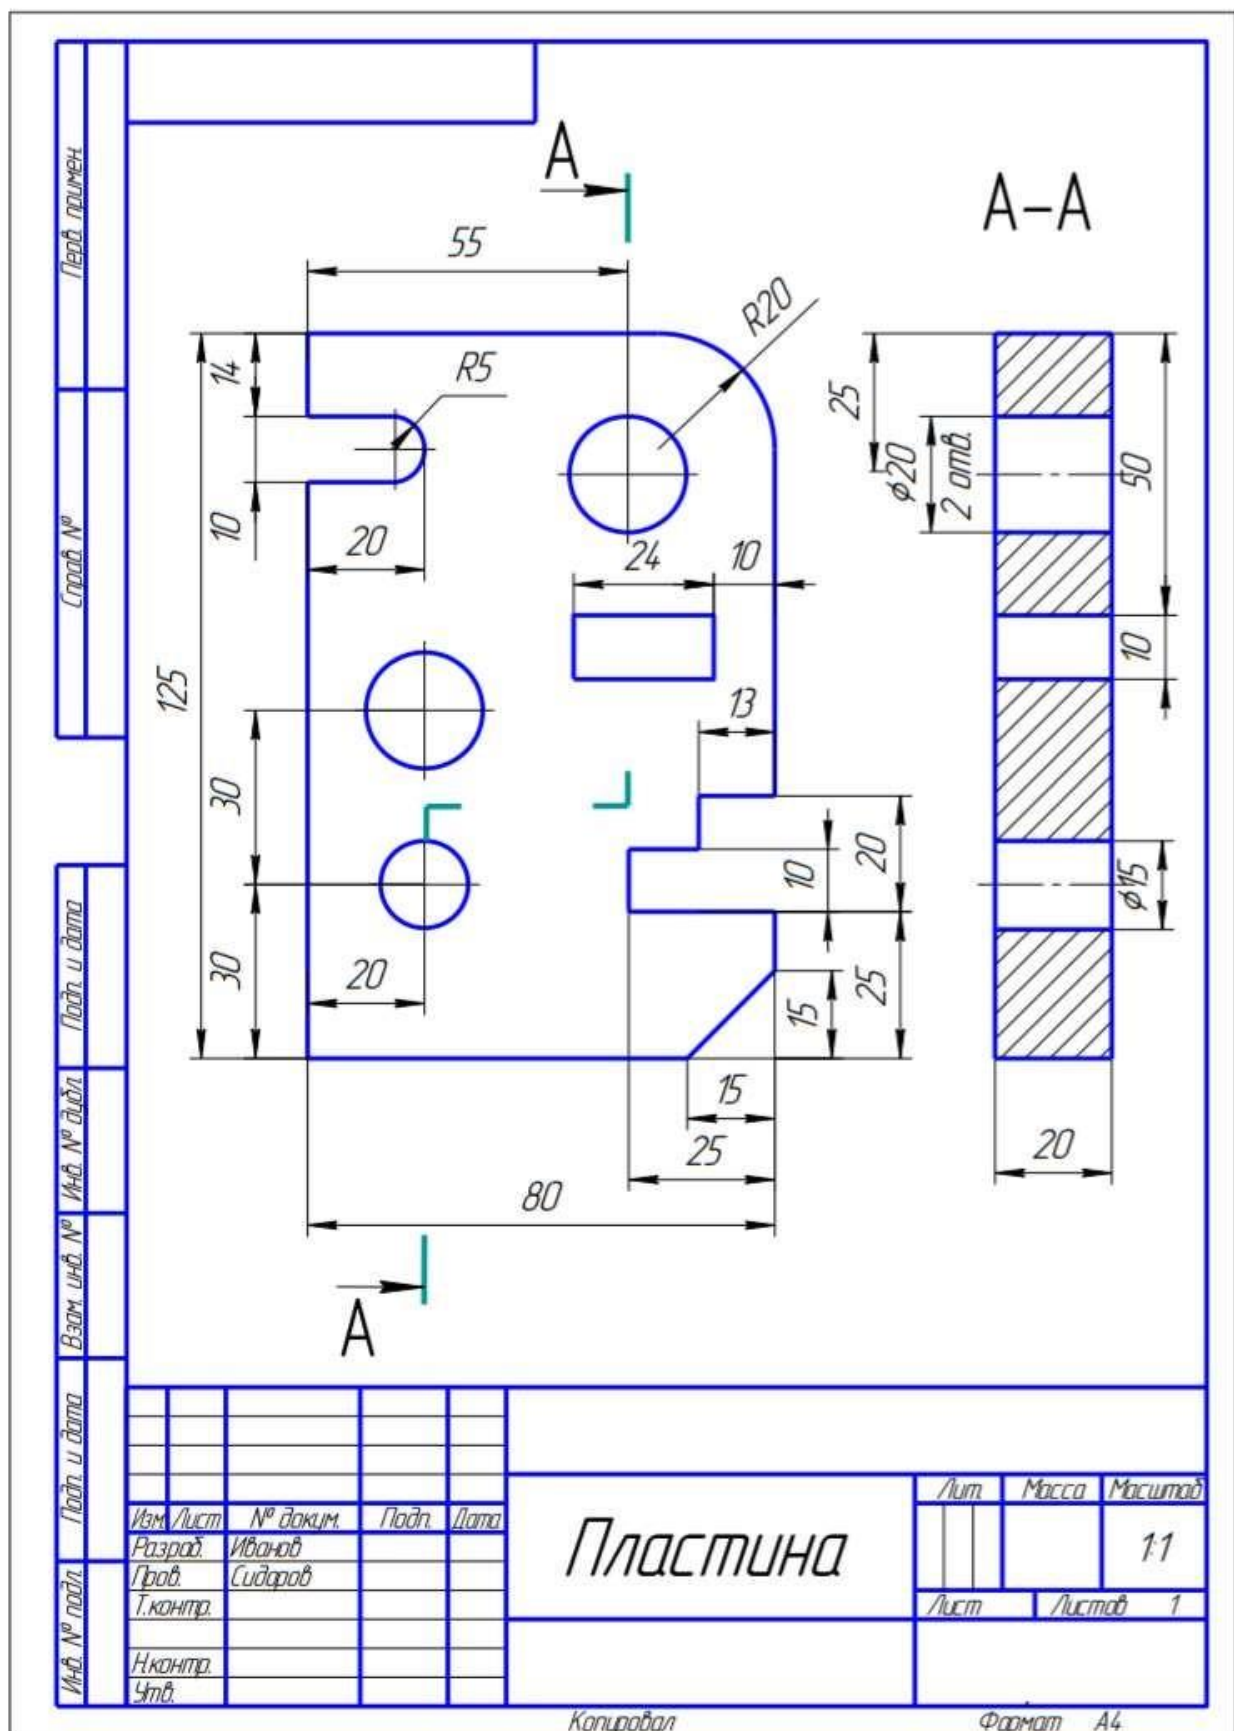 А
А-А
55
R20
14
R5
25
⌀20
2 отв.
50
10
20
24
10
10
125
13
30
10
20
⌀15
30
20
15
25
15
25
20
80
А
Перв. примен.
Справ. №
Подп. и дата
Инв. № дубл.
Взам. инв. №
Подп. и дата
Инв. № подл.
Изм. Лист № докум. Подп. Дата
Разраб. Иванов
Пров. Сидоров
Т.контр.
Н.контр.
Утв.
Пластина
Лит. Масса Масштаб
1:1
Лист Листов 1
Копировал Формат А4